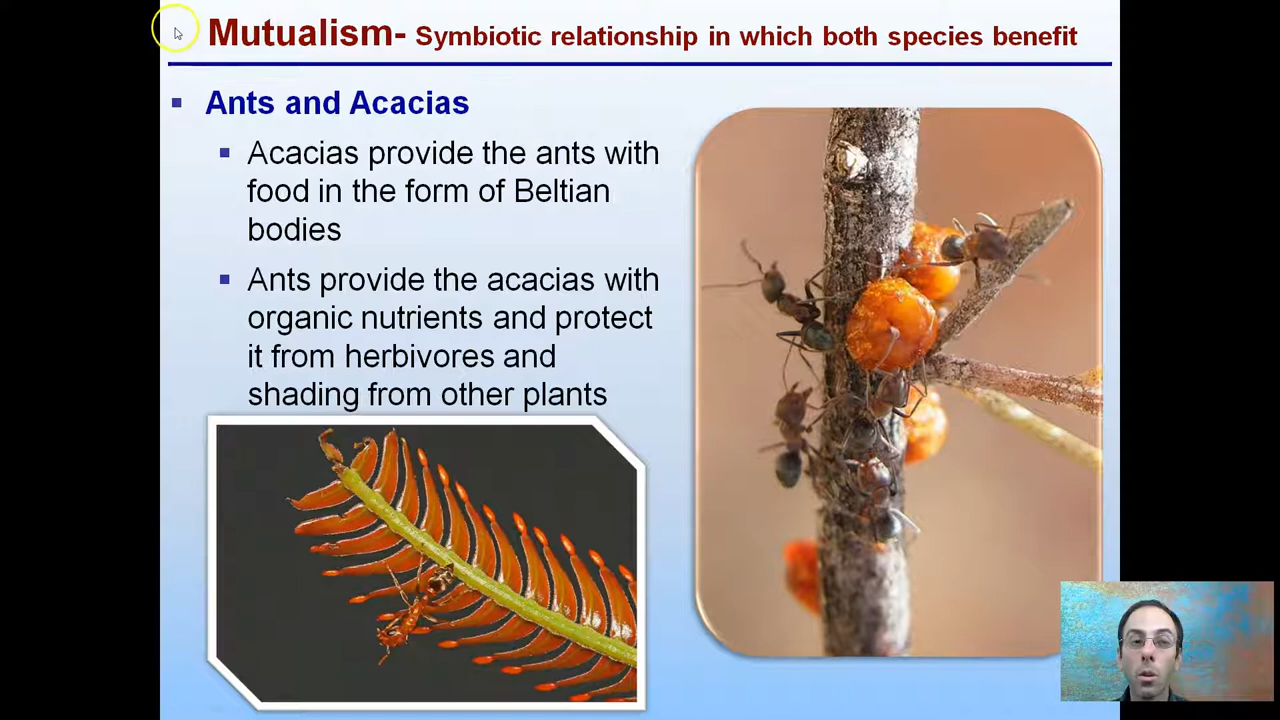 Mutualism- Symbiotic relationship in which both species benefit
Ants and Acacias
Acacias provide the ants with
food in the form of Beltian
bodies
Ants provide the acacias with
organic nutrients and protect
it from herbivores and
shading from other plants